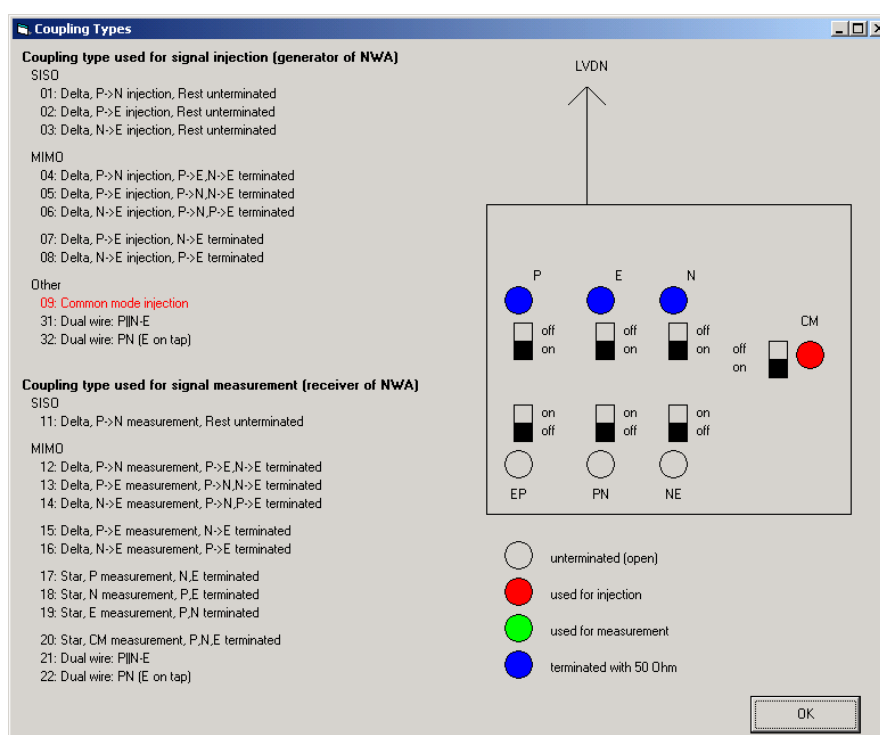 Coupling Types
Coupling type used for signal injection (generator of NWA)
SISO
01: Delta, P->N injection, Rest unterminated
02: Delta, P->E injection, Rest unterminated
03: Delta, N->E injection, Rest unterminated
MIMO
04: Delta, P->N injection, P->E,N->E terminated
05: Delta, P->E injection, P->N,N->E terminated
06: Delta, N->E injection, P->N,P->E terminated
07: Delta, P->E injection, N->E terminated
08: Delta, N->E injection, P->E terminated
Other
09: Common mode injection
31: Dual wire: P||N-E
32: Dual wire: PN (E on tap)
Coupling type used for signal measurement (receiver of NWA)
SISO
11: Delta, P->N measurement, Rest unterminated
MIMO
12: Delta, P->N measurement, P->E,N->E terminated
13: Delta, P->E measurement, P->N,N->E terminated
14: Delta, N->E measurement, P->N,P->E terminated
15: Delta, P->E measurement, N->E terminated
16: Delta, N->E measurement, P->E terminated
17: Star, P measurement, N,E terminated
18: Star, N measurement, P,E terminated
19: Star, E measurement, P,N terminated
20: Star, CM measurement, P,N,E terminated
21: Dual wire: P||N-E
22: Dual wire: PN (E on tap)
LVDN
P E N
CM
off off off
on on on
off
on
on on on
off off off
EP PN NE
unterminated (open)
used for injection
used for measurement
terminated with 50 Ohm
OK